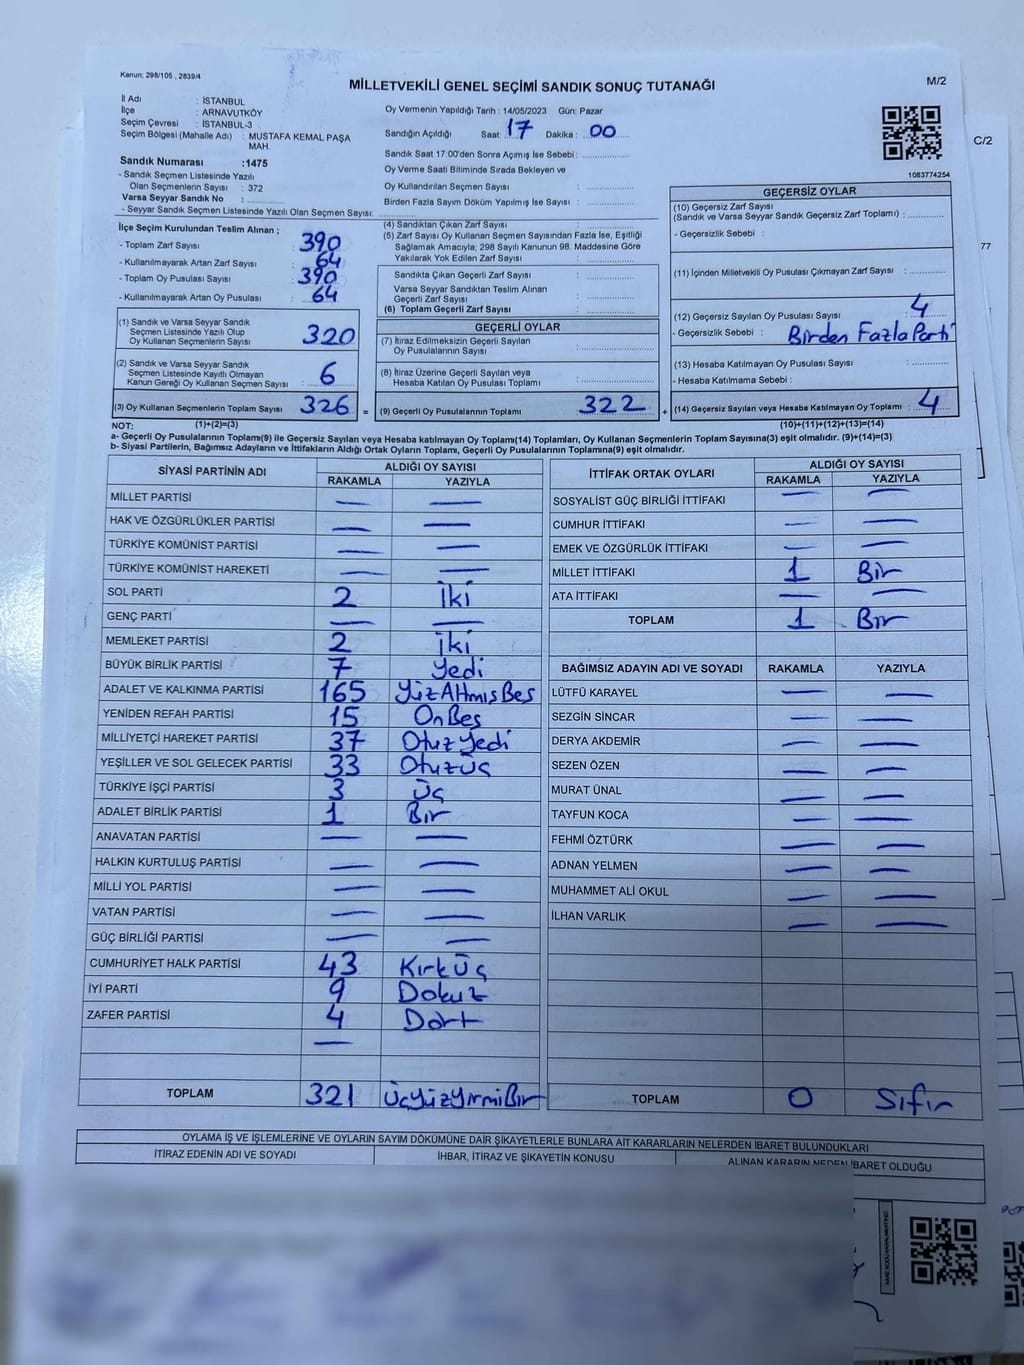 Kanun; 298/105 , 2839/4
MİLLETVEKİLİ GENEL SEÇİMİ SANDIK SONUÇ TUTANAĞI
M/2
C/2
77
İl Adı : İSTANBUL
İlçe : ARNAVUTKÖY
Seçim Çevresi : İSTANBUL-3
Seçim Bölgesi (Mahalle Adı) : MUSTAFA KEMAL PAŞA
MAH.
Sandık Numarası :1475
- Sandık Seçmen Listesinde Yazılı
Olan Seçmenlerin Sayısı : 372
Varsa Seyyar Sandık No :
- Seyyar Sandık Seçmen Listesinde Yazılı Olan Seçmen Sayısı:
Oy Vermenin Yapıldığı Tarih : 14/05/2023 Gün: Pazar
Sandığın Açıldığı Saat: 17 Dakika : 00
Sandık Saat 17:00'den Sonra Açımış İse Sebebi :
Oy Verme Saati Bitiminde Sırada Bekleyen ve
Oy Kullandırılan Seçmen Sayısı :
Birden Fazla Sayım Döküm Yapılmış İse Sayısı :
1083774254
İlçe Seçim Kurulundan Teslim Alınan ;
- Toplam Zarf Sayısı : 390
- Kullanılmayarak Artan Zarf Sayısı : 64
- Toplam Oy Pusulası Sayısı : 390
- Kullanılmayarak Artan Oy Pusulası : 64
(4) Sandıktan Çıkan Zarf Sayısı :
(5) Zarf Sayısı Oy Kullanan Seçmen Sayısından Fazla İse, Eşitliği
Sağlamak Amacıyla; 298 Sayılı Kanunun 98. Maddesine Göre
Yakılarak Yok Edilen Zarf Sayısı :
Sandıkta Çıkan Geçerli Zarf Sayısı :
Varsa Seyyar Sandıktan Teslim Alınan
Geçerli Zarf Sayısı :
(6) Toplam Geçerli Zarf Sayısı :
GEÇERSİZ OYLAR
(10) Geçersiz Zarf Sayısı
(Sandık ve Varsa Seyyar Sandık Geçersiz Zarf Toplamı) :
- Geçersizlik Sebebi :
(11) İçinden Milletvekili Oy Pusulası Çıkmayan Zarf Sayısı :
(12) Geçersiz Sayılan Oy Pusulası Sayısı : 4
- Geçersizlik Sebebi : Birden Fazla Parti
(13) Hesaba Katılmayan Oy Pusulası Sayısı :
- Hesaba Katılmama Sebebi :
(14) Geçersiz Sayılan veya Hesaba Katılmayan Oy Toplamı : 4
(10)+(11)+(12)+(13)=(14)
(1) Sandık ve Varsa Seyyar Sandık
Seçmen Listesinde Yazılı Olup
Oy Kullanan Seçmenlerin Sayısı : 320
(2) Sandık ve Varsa Seyyar Sandık
Seçmen Listesinde Kayıtlı Olmayan
Kanun Gereği Oy Kullanan Seçmen Sayısı : 6
(3) Oy Kullanan Seçmenlerin Toplam Sayısı : 326 =
GEÇERLİ OYLAR
(7) İtiraz Edilmeksizin Geçerli Sayılan
Oy Pusulalarının Sayısı :
(8) İtiraz Üzerine Geçerli Sayılan veya
Hesaba Katılan Oy Pusulası Toplamı :
(9) Geçerli Oy Pusulalarının Toplamı : 322 +
NOT: (1)+(2)=(3)
a- Geçerli Oy Pusulalarının Toplamı(9) ile Geçersiz Sayılan veya Hesaba katılmayan Oy Toplamı(14) Toplamları, Oy Kullanan Seçmenlerin Toplam Sayısına(3) eşit olmalıdır. (9)+(14)=(3)
b- Siyasi Partilerin, Bağımsız Adayların ve İttifakların Aldığı Ortak Oyların Toplamı, Geçerli Oy Pusulalarının Toplamına(9) eşit olmalıdır.
SİYASİ PARTİNİN ADI ALDIĞI OY SAYISI
RAKAMLA YAZIYLA
MİLLET PARTİSİ — —
HAK VE ÖZGÜRLÜKLER PARTİSİ — —
TÜRKİYE KOMÜNİST PARTİSİ — —
TÜRKİYE KOMÜNİST HAREKETİ — —
SOL PARTİ 2 İki
GENÇ PARTİ — —
MEMLEKET PARTİSİ 2 İki
BÜYÜK BİRLİK PARTİSİ 7 Yedi
ADALET VE KALKINMA PARTİSİ 165 YüzAltmışBeş
YENİDEN REFAH PARTİSİ 15 OnBeş
MİLLİYETÇİ HAREKET PARTİSİ 37 OtuzYedi
YEŞİLLER VE SOL GELECEK PARTİSİ 33 OtuzÜç
TÜRKİYE İŞÇİ PARTİSİ 3 Üç
ADALET BİRLİK PARTİSİ 1 Bir
ANAVATAN PARTİSİ — —
HALKIN KURTULUŞ PARTİSİ — —
MİLLİ YOL PARTİSİ — —
VATAN PARTİSİ — —
GÜÇ BİRLİĞİ PARTİSİ — —
CUMHURİYET HALK PARTİSİ 43 Kırk Üç
İYİ PARTİ 9 Dokuz
ZAFER PARTİSİ 4 Dört
—
TOPLAM 321 ÜçYüzYirmiBir
İTTİFAK ORTAK OYLARI ALDIĞI OY SAYISI
RAKAMLA YAZIYLA
SOSYALİST GÜÇ BİRLİĞİ İTTİFAKI — —
CUMHUR İTTİFAKI — —
EMEK VE ÖZGÜRLÜK İTTİFAKI — —
MİLLET İTTİFAKI 1 Bir
ATA İTTİFAKI — —
TOPLAM 1 Bir
BAĞIMSIZ ADAYIN ADI VE SOYADI RAKAMLA YAZIYLA
LÜTFÜ KARAYEL — —
SEZGİN SİNCAR — —
DERYA AKDEMİR — —
SEZEN ÖZEN — —
MURAT ÜNAL — —
TAYFUN KOCA — —
FEHMİ ÖZTÜRK — —
ADNAN YELMEN — —
MUHAMMET ALİ OKUL — —
İLHAN VARLIK — —
TOPLAM 0 Sıfır
OYLAMA İŞ VE İŞLEMLERİNE VE OYLARIN SAYIM DÖKÜMÜNE DAİR ŞİKAYETLERLE BUNLARA AİT KARARLARIN NELERDEN İBARET BULUNDUKLARI
İTİRAZ EDENİN ADI VE SOYADI İHBAR, İTİRAZ VE ŞİKAYETİN KONUSU ALINAN KARARIN NEDEN İBARET OLDUĞU